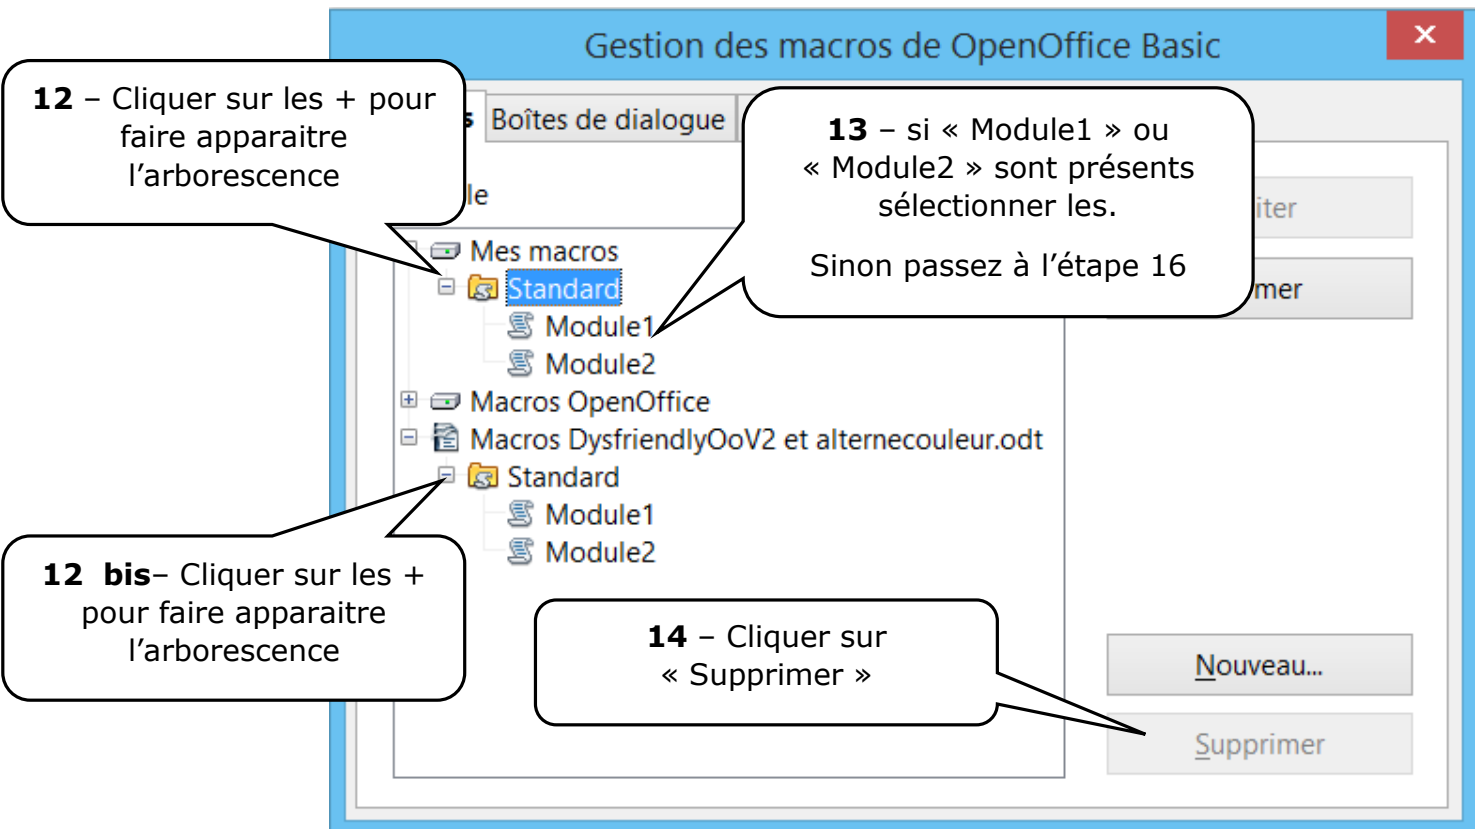 Gestion des macros de OpenOffice Basic
12 – Cliquer sur les + pour
faire apparaitre
l’arborescence
s
Boîtes de dialogue
13 – si « Module1 » ou
« Module2 » sont présents
sélectionner les.
Sinon passez à l’étape 16
le
iter
Mes macros
mer
Standard
Module1
Module2
Macros OpenOffice
Macros DysfriendlyOoV2 et alternecouleur.odt
Standard
Module1
Module2
12 bis– Cliquer sur les +
pour faire apparaitre
l’arborescence
14 – Cliquer sur
« Supprimer »
Nouveau...
Supprimer